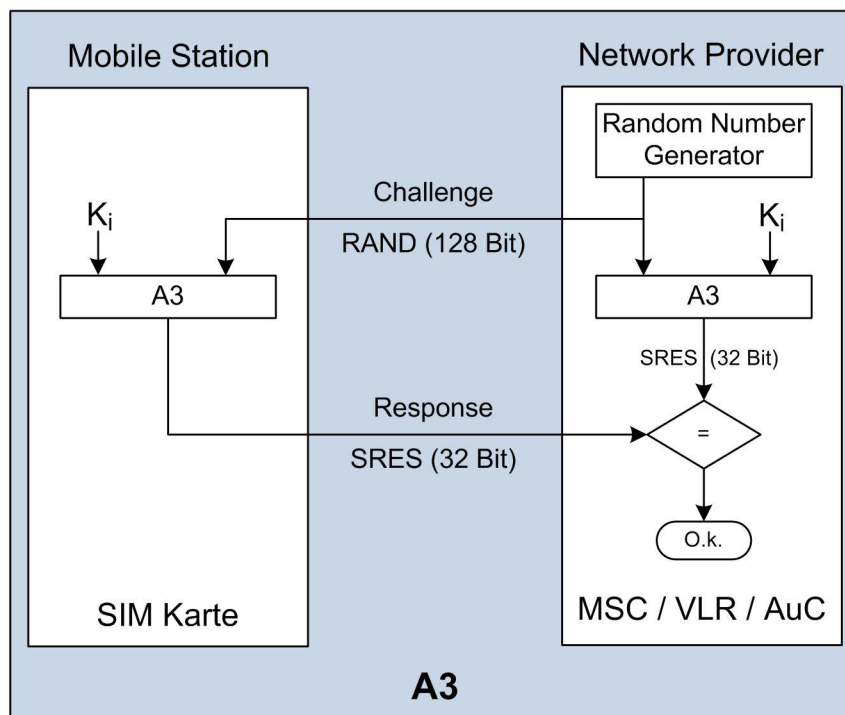 Mobile Station
Network Provider
Random Number
Generator
Challenge
RAND (128 Bit)
Ki
Ki
A3
A3
SRES (32 Bit)
Response
SRES (32 Bit)
=
O.k.
SIM Karte
MSC / VLR / AuC
A3